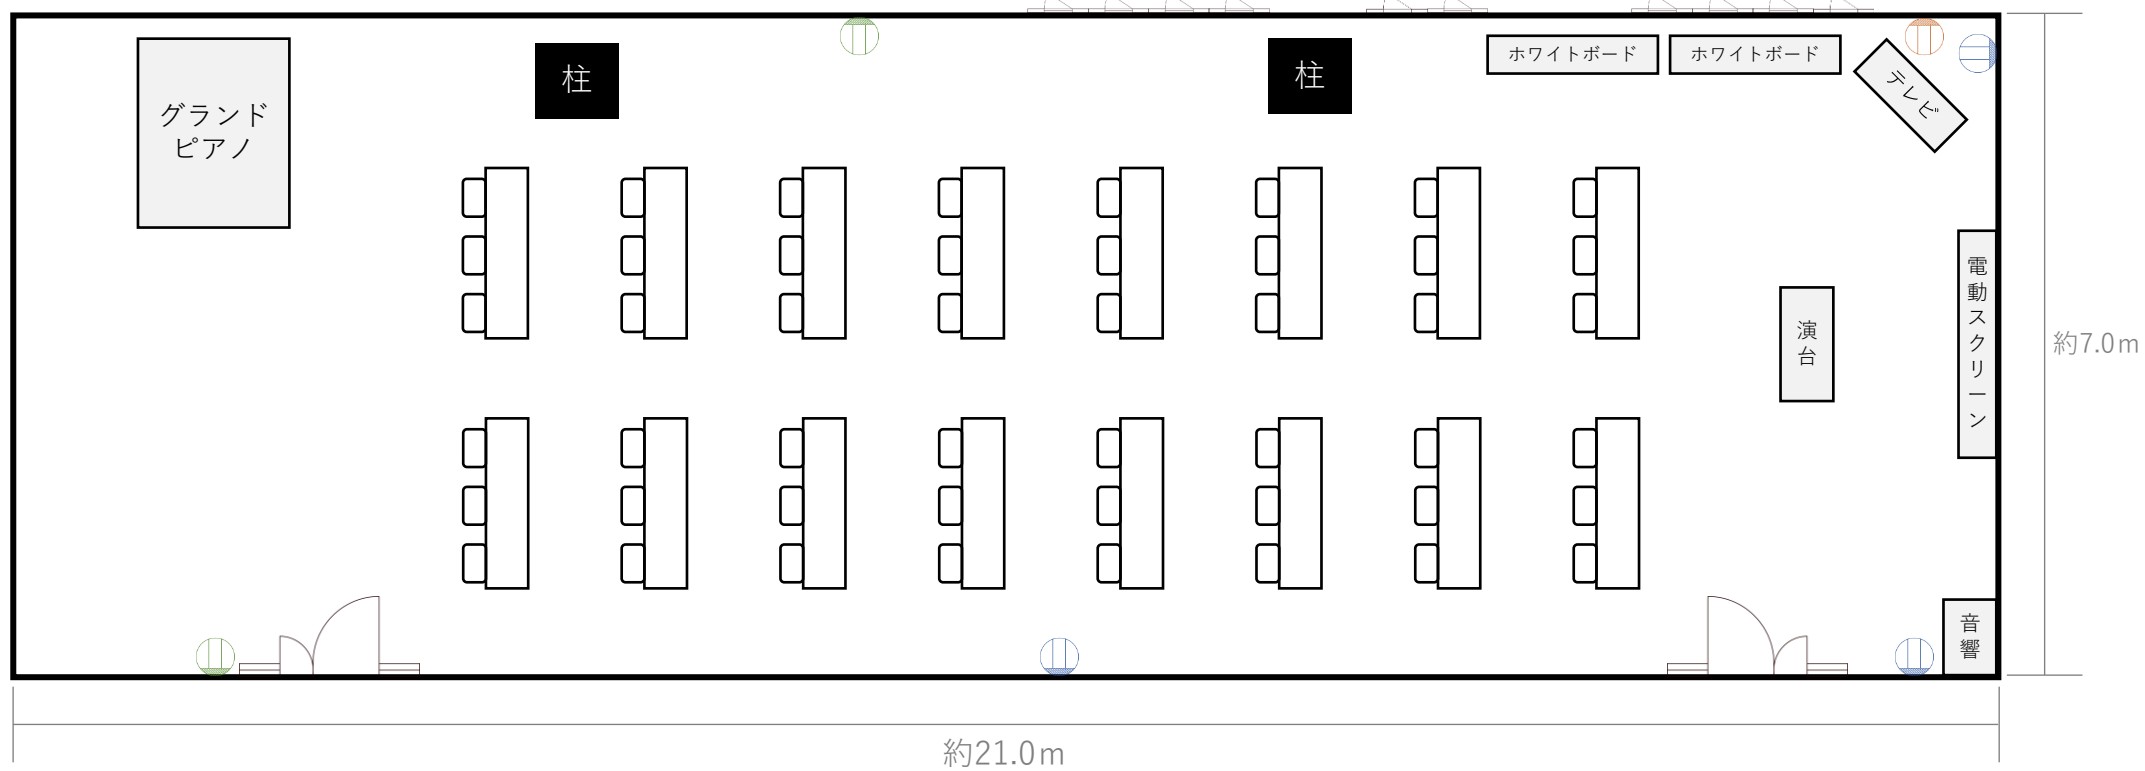 グランド
ピアノ
柱
柱
ホワイトボード
ホワイトボード
テレビ
電動スクリーン
演台
音響
約7.0m
約21.0m